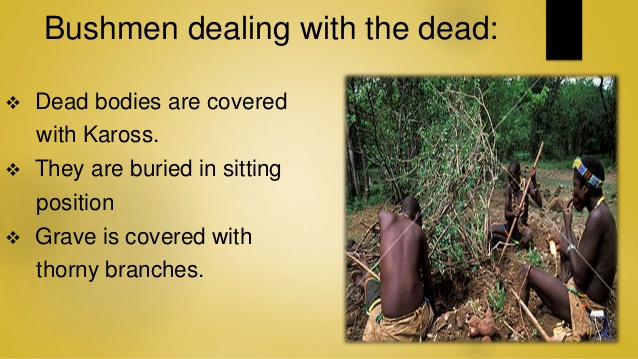 Bushmen dealing with the dead:
❖ Dead bodies are covered
with Kaross.
❖ They are buried in sitting
position
❖ Grave is covered with
thorny branches.